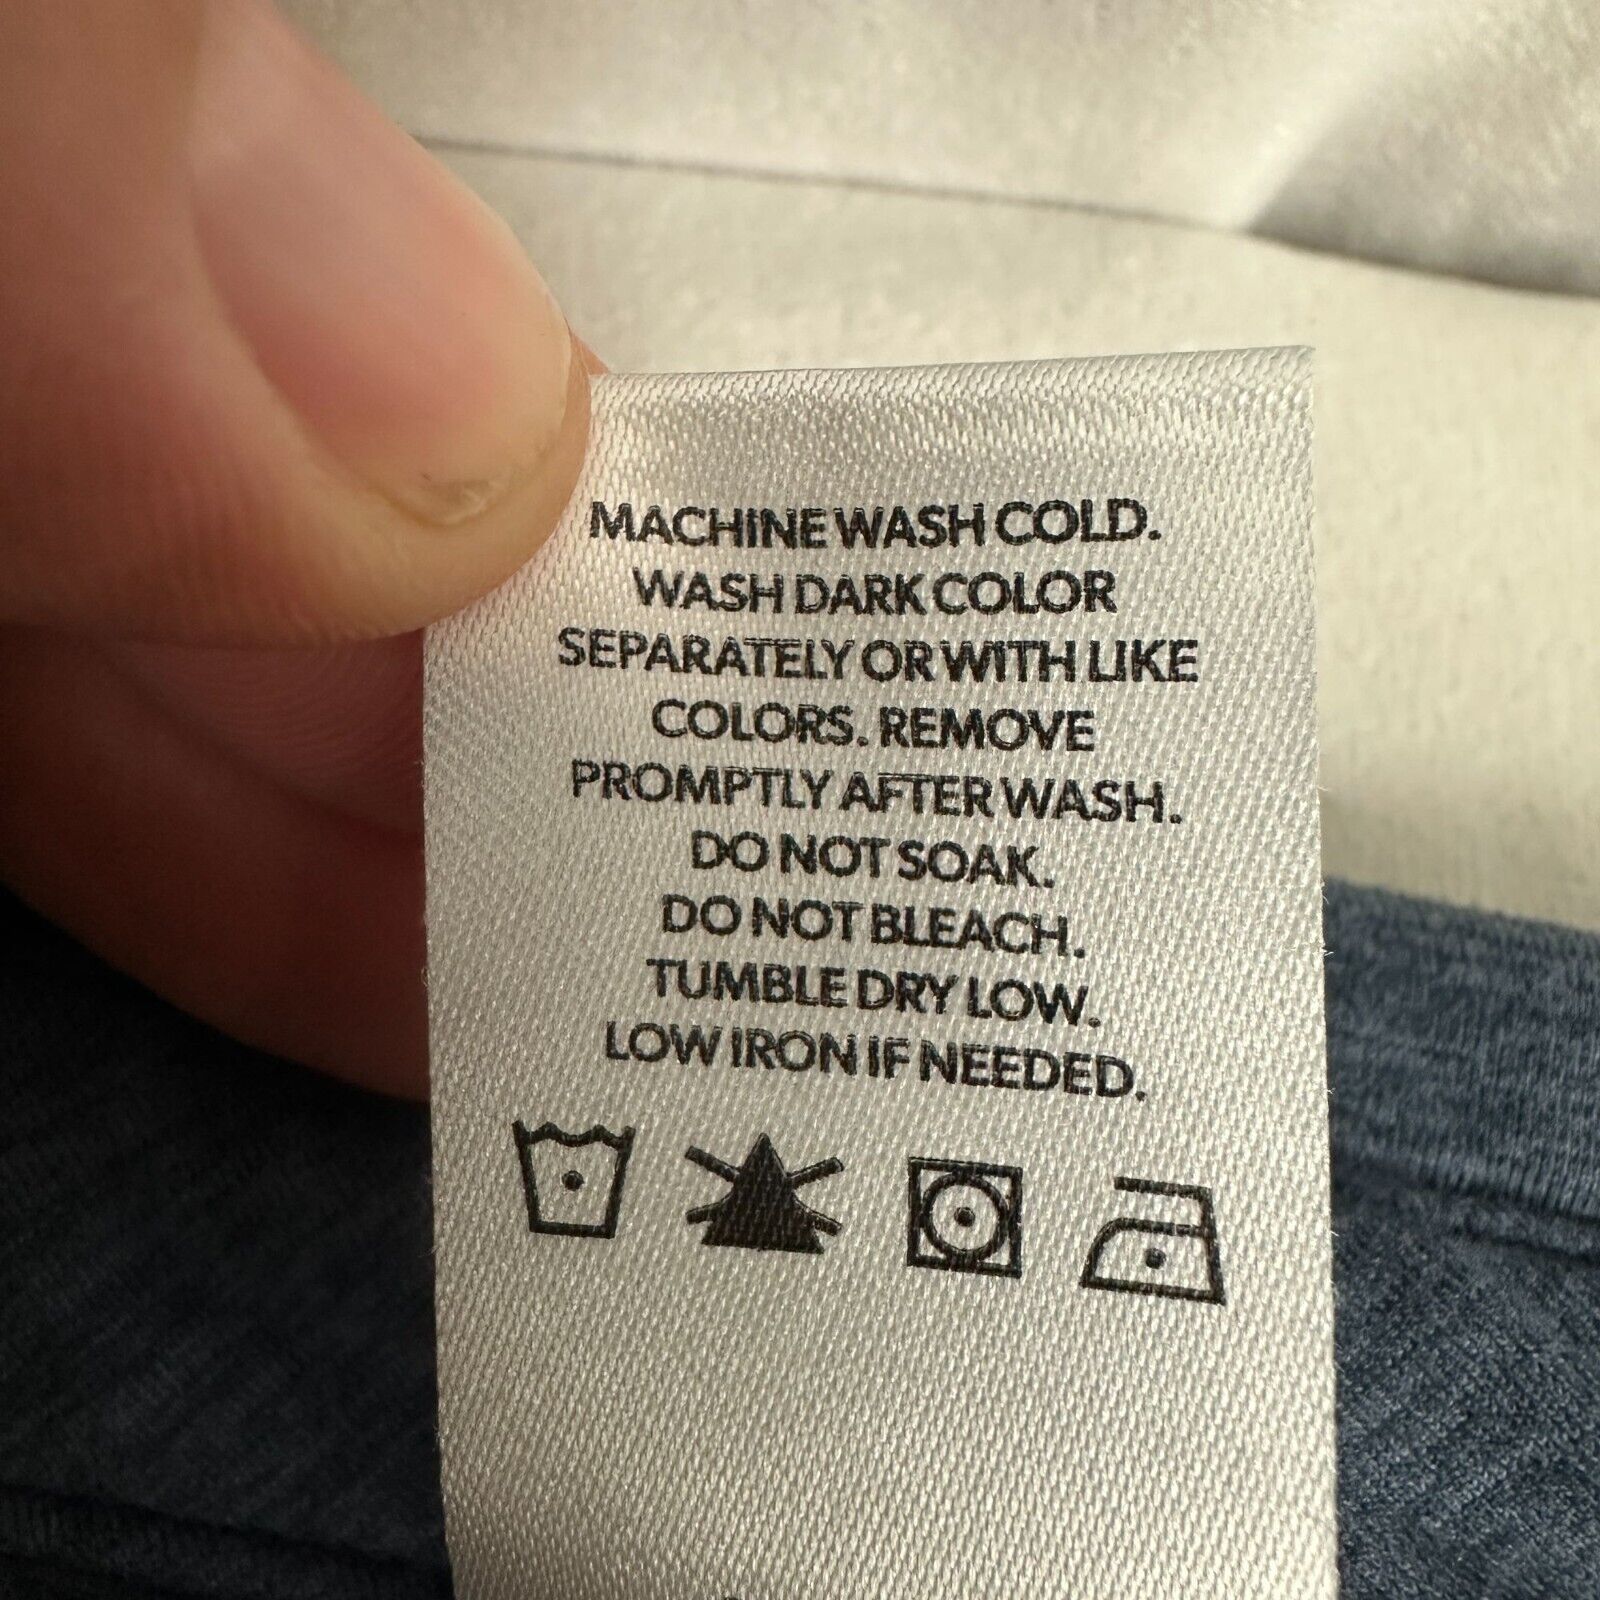 MACHINE WASH COLD.
WASH DARK COLOR
SEPARATELY OR WITH LIKE
COLORS. REMOVE
PROMPTLY AFTER WASH.
DO NOT SOAK.
DO NOT BLEACH.
TUMBLE DRY LOW.
LOW IRON IF NEEDED.